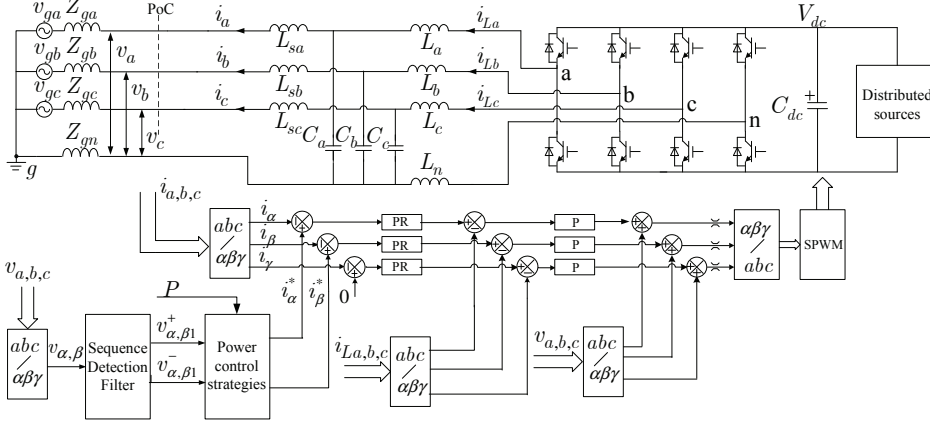 v_ga Z_ga PoC i_a L_sa L_a i_La V_dc
v_gb Z_gb v_a i_b L_sb L_b i_Lb a
v_gc Z_gc v_b i_c L_sc L_c i_Lc b
Z_gn v_c C_a C_b C_c c
g L_n n
C_dc +
Distributed
sources
i_a,b,c
abc
/
αβγ
i_α
i_β
i_γ
PR P
PR P
PR P
i_α^* i_β^* 0
αβγ
/
abc
SPWM
v_a,b,c
abc
/
αβγ
v_α,β
Sequence
Detection
Filter
v^+_α,β1
v^-_α,β1
P
Power
control
strategies
i_La,b,c
abc
/
αβγ
v_a,b,c
abc
/
αβγ